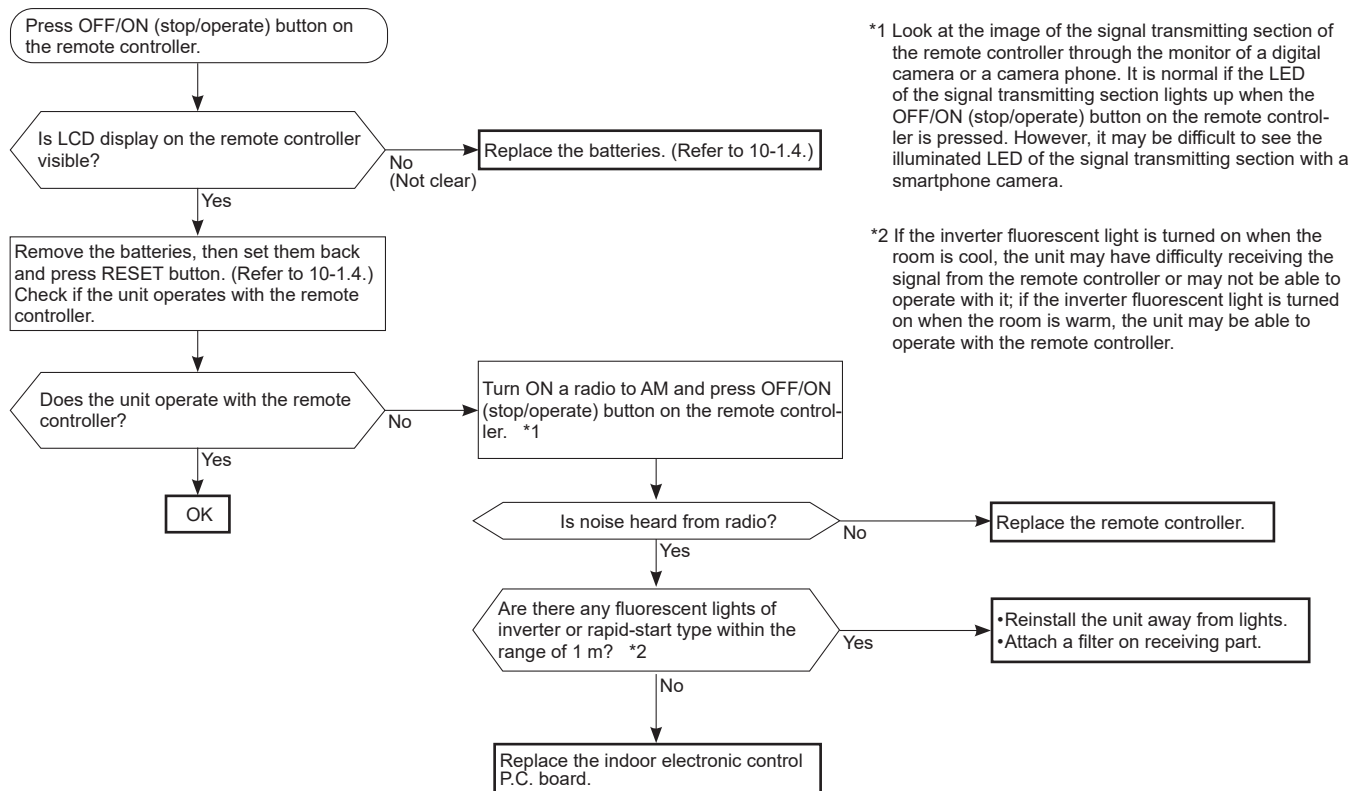 Press OFF/ON (stop/operate) button on
the remote controller.
Is LCD display on the remote controller
visible?
No
(Not clear)
Replace the batteries. (Refer to 10-1.4.)
Yes
Remove the batteries, then set them back
and press RESET button. (Refer to 10-1.4.)
Check if the unit operates with the remote
controller.
Does the unit operate with the remote
controller?
No
Yes
OK
Turn ON a radio to AM and press OFF/ON
(stop/operate) button on the remote control-
ler. *1
Is noise heard from radio?
No
Replace the remote controller.
Yes
Are there any fluorescent lights of
inverter or rapid-start type within the
range of 1 m? *2
Yes
•Reinstall the unit away from lights.
•Attach a filter on receiving part.
No
Replace the indoor electronic control
P.C. board.
*1 Look at the image of the signal transmitting section of
the remote controller through the monitor of a digital
camera or a camera phone. It is normal if the LED
of the signal transmitting section lights up when the
OFF/ON (stop/operate) button on the remote control-
ler is pressed. However, it may be difficult to see the
illuminated LED of the signal transmitting section with a
smartphone camera.
*2 If the inverter fluorescent light is turned on when the
room is cool, the unit may have difficulty receiving the
signal from the remote controller or may not be able to
operate with it; if the inverter fluorescent light is turned
on when the room is warm, the unit may be able to
operate with the remote controller.